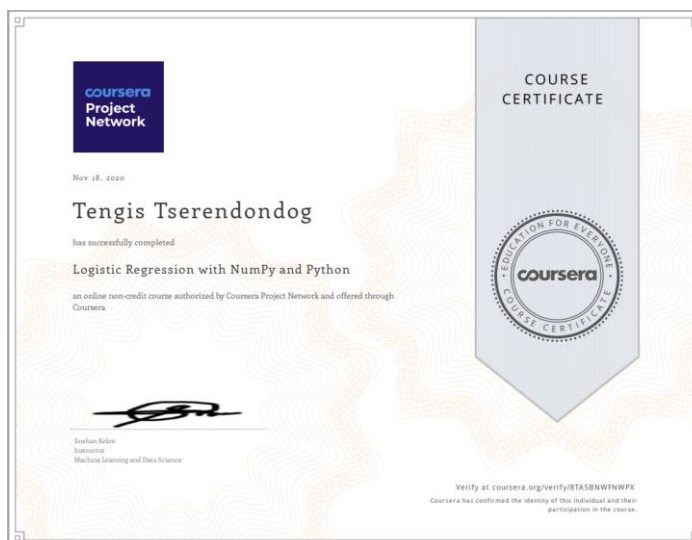 coursera
Project
Network
COURSE
CERTIFICATE
Nov 18, 2020
Tengis Tserendondog
has successfully completed
Logistic Regression with NumPy and Python
an online non-credit course authorized by Coursera Project Network and offered through
Coursera
EDUCATION FOR EVERYONE
coursera
COURSE CERTIFICATE
Snehan Kekre
Instructor
Machine Learning and Data Science
Verify at coursera.org/verify/8TA5BNWFNWPX
Coursera has confirmed the identity of this individual and their
participation in the course.